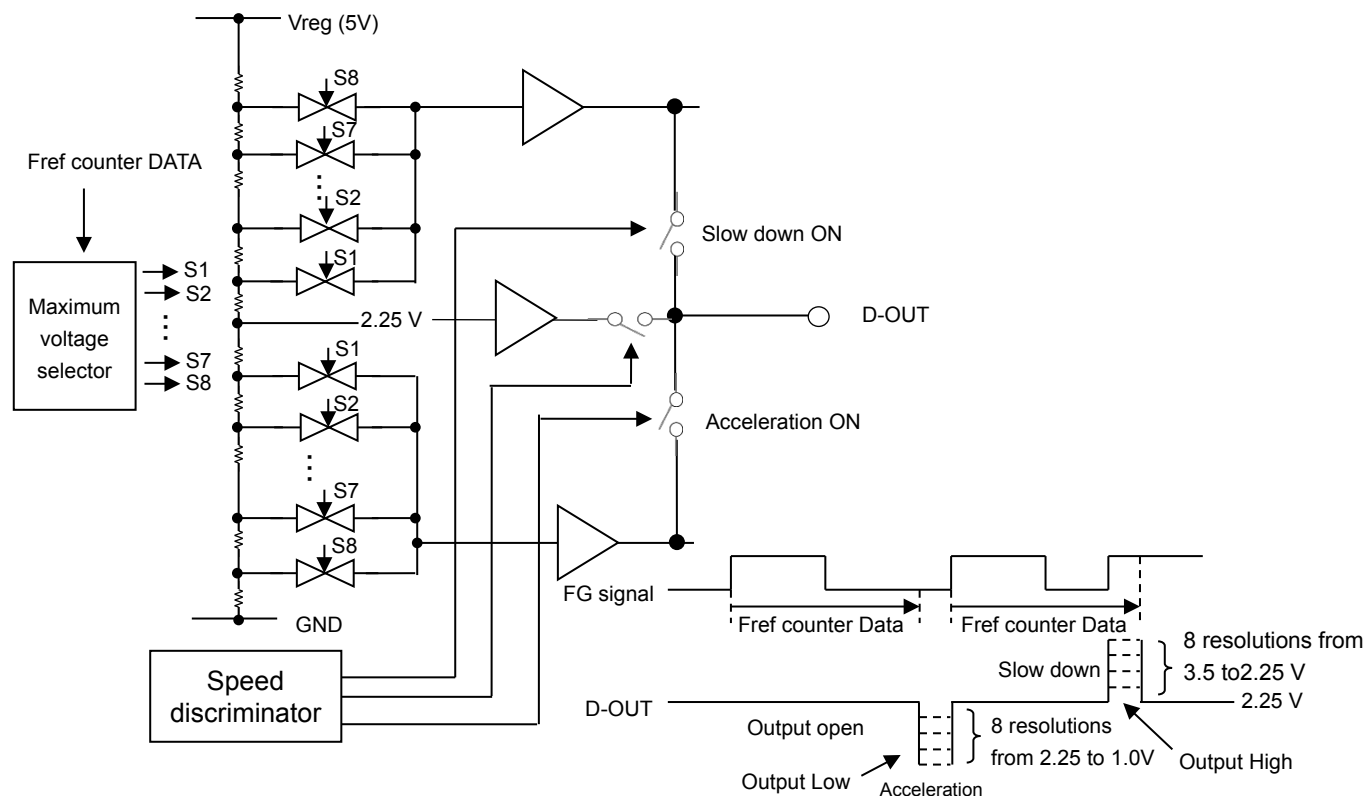 Vreg (5V)
S8
S7
Fref counter DATA
S2
Slow down ON
S1
S1
S2
Maximum
voltage
selector
2.25 V
D-OUT
S7
S8
S1
S2
Acceleration ON
S7
S8
FG signal
GND
Fref counter Data
Fref counter Data
8 resolutions from
3.5 to2.25 V
Slow down
Speed
discriminator
D-OUT
2.25 V
Output open
8 resolutions
from 2.25 to 1.0V
Output High
Output Low
Acceleration